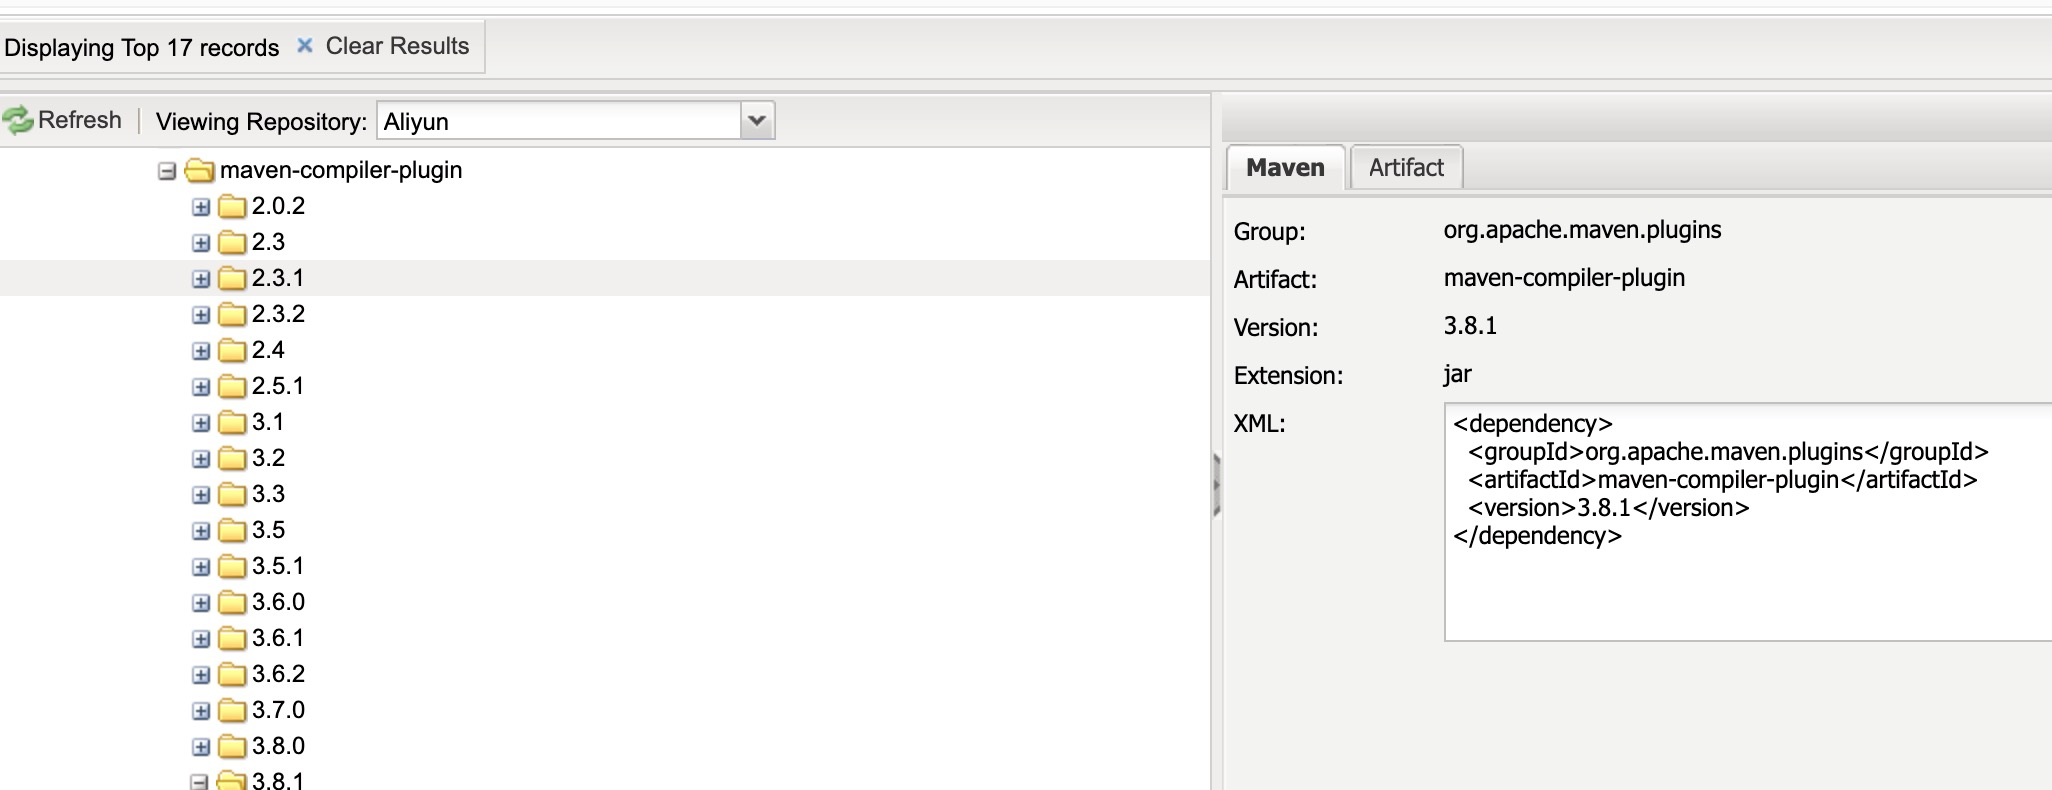 Displaying Top 17 records Clear Results
Refresh Viewing Repository: Aliyun
maven-compiler-plugin
2.0.2
2.3
2.3.1
2.3.2
2.4
2.5.1
3.1
3.2
3.3
3.5
3.5.1
3.6.0
3.6.1
3.6.2
3.7.0
3.8.0
3.8.1
Maven Artifact
Group: org.apache.maven.plugins
Artifact: maven-compiler-plugin
Version: 3.8.1
Extension: jar
XML: <dependency>
<groupId>org.apache.maven.plugins</groupId>
<artifactId>maven-compiler-plugin</artifactId>
<version>3.8.1</version>
</dependency>